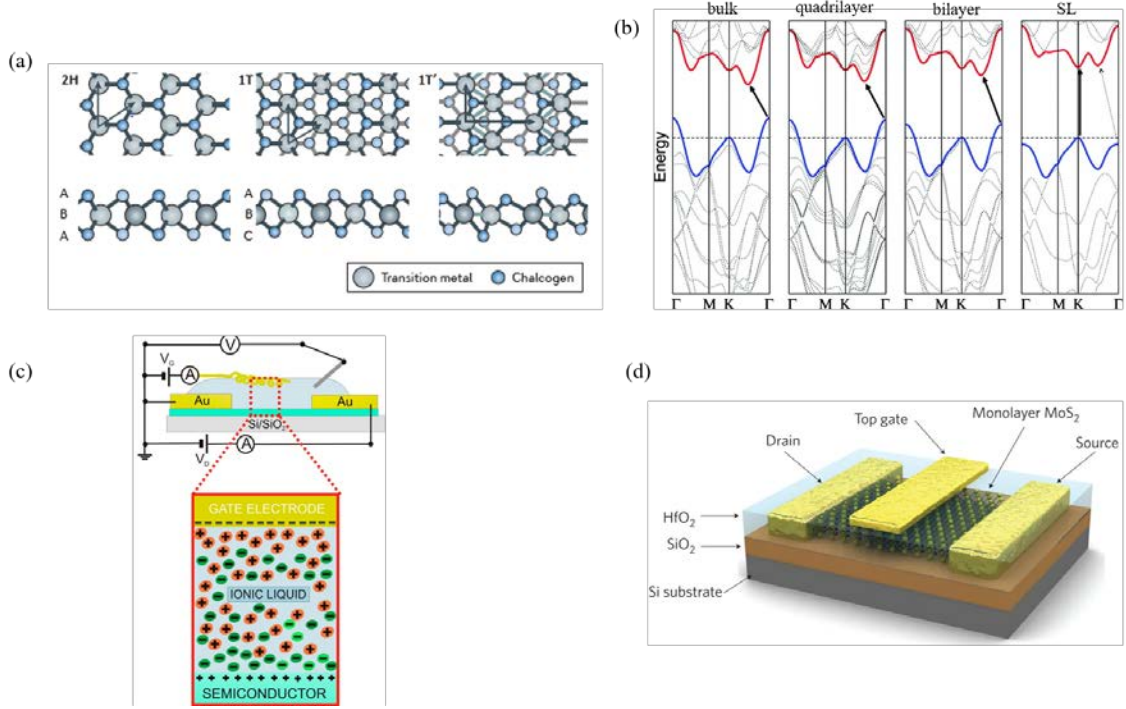 (a)
2H
1T
1T′
A
A
B
B
A
C
Transition metal
Chalcogen
(b)
bulk
quadrilayer
bilayer
SL
Energy
Γ M K Γ
Γ M K Γ
Γ M K Γ
Γ M K Γ
(c)
V
V_G
A
Au
Au
Si/SiO₂
V_D
A
GATE ELECTRODE
IONIC LIQUID
SEMICONDUCTOR
(d)
Top gate
Monolayer MoS₂
Drain
Source
HfO₂
SiO₂
Si substrate